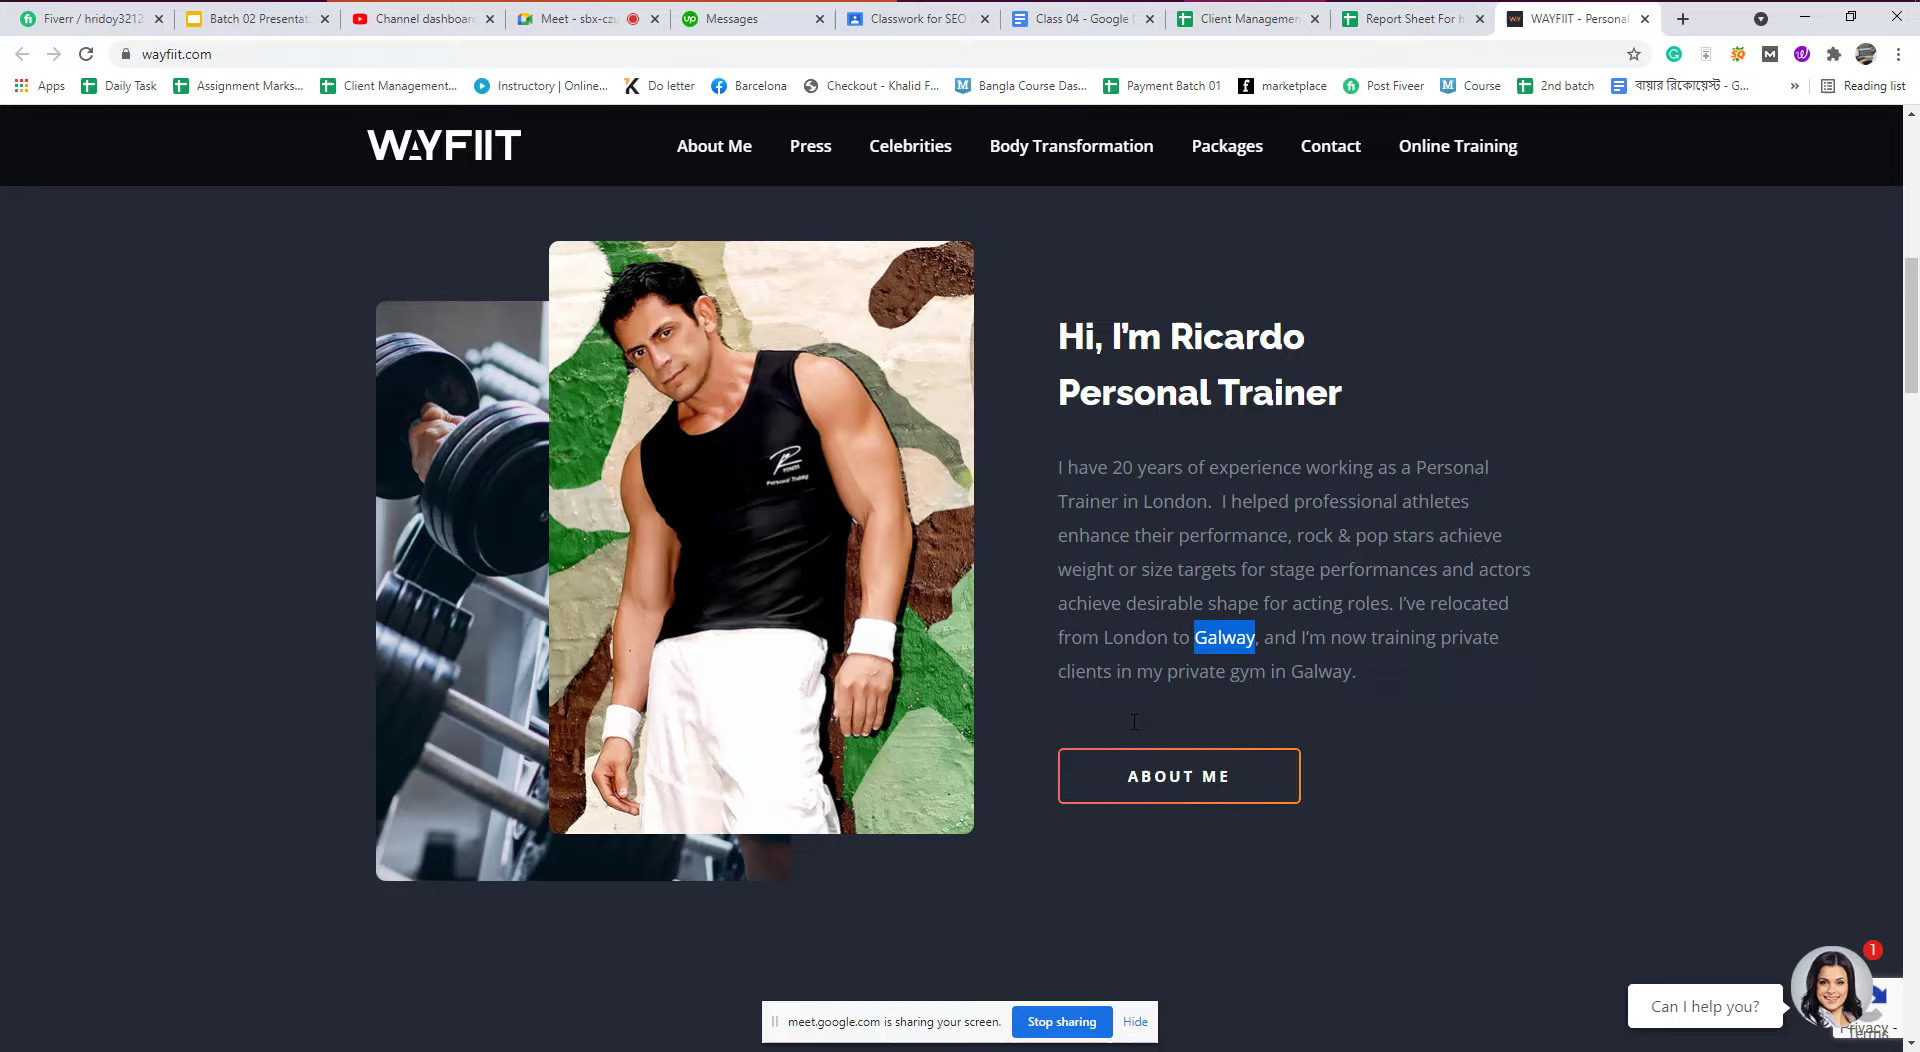 Fiverr / hridoy3212
Batch 02 Presentat
Channel dashboard
Meet - sbx-czu
Messages
Classwork for SEO
Class 04 - Google
Client Managemen
Report Sheet For h
WAYFIIT - Personal
wayfiit.com
Apps
Daily Task
Assignment Marks...
Client Management...
Instructory | Online...
Do letter
Barcelona
Checkout - Khalid F...
Bangla Course Das...
Payment Batch 01
marketplace
Post Fiveer
Course
2nd batch
বায়ার রিকোয়েস্ট - G...
»
Reading list
WAYFIIT
About Me
Press
Celebrities
Body Transformation
Packages
Contact
Online Training
Hi, I'm Ricardo
Personal Trainer
I have 20 years of experience working as a Personal
Trainer in London. I helped professional athletes
enhance their performance, rock & pop stars achieve
weight or size targets for stage performances and actors
achieve desirable shape for acting roles. I've relocated
from London to Galway, and I'm now training private
clients in my private gym in Galway.
ABOUT ME
Personal Training
1
Can I help you?
Privacy -
Terms
meet.google.com is sharing your screen.
Stop sharing
Hide